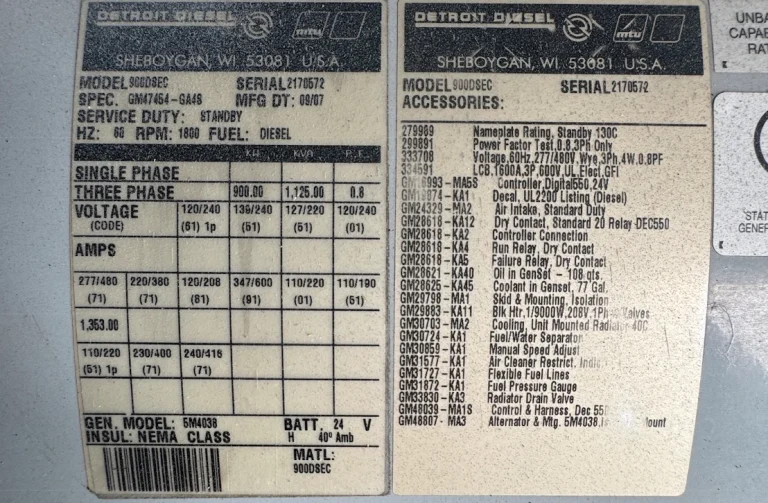 DETROIT DIESEL mtu
SHEBOYGAN, WI 53081 U.S.A.
MODEL 900DSEC SERIAL 2170572
SPEC. GM47454-GA48 MFG DT: 09/07
SERVICE DUTY: STANDBY
HZ: 60 RPM: 1800 FUEL: DIESEL
KW KVA P.F.
SINGLE PHASE
THREE PHASE 900.00 1,125.00 0.8
VOLTAGE 120/240 139/240 127/220 120/240
(CODE) (51) 1p (51) (51) (01)
AMPS
277/480 220/380 120/208 347/600 110/220 110/190
(71) (71) (81) (91) (01) (51)
1,353.00
110/220 230/400 240/416
(51) 1p (71) (71)
GEN. MODEL: 5M4038 BATT. 24 V
INSUL: NEMA CLASS H 40° Amb
MATL:
900DSEC
DETROIT DIESEL mtu
SHEBOYGAN, WI 53081 U.S.A.
MODEL 900DSEC SERIAL 2170572
ACCESSORIES:
279989 Nameplate Rating, Standby 130C
299891 Power Factor Test,0.8,3Ph Only
333708 Voltage,60Hz,277/480V,Wye,3Ph,4W,0.8PF
334591 LCB,1600A,3P,600V,UL,Elect,GFI
Controller,Digital550,24V
Decal, UL2200 Listing (Diesel)
GM24329-MA2 Air Intake, Standard Duty
GM28618-KA12 Dry Contact, Standard 20 Relay-DEC550
GM28618-KA2 Controller Connection
GM28618-KA4 Run Relay, Dry Contact
GM28618-KA5 Failure Relay, Dry Contact
GM28621-KA40 Oil in GenSet - 108 qts.
GM28625-KA45 Coolant in Genset, 77 Gal.
GM29798-MA1 Skid & Mounting, Isolation
GM29883-KA11 Blk Htr,1/9000W,208V,1Ph Valves
GM30703-MA2 Cooling, Unit Mounted Radiator 40C
GM30724-KA1 Fuel/Water Separator
GM30859-KA1 Manual Speed Adjust
GM31577-KA1 Air Cleaner Restrict.
GM31727-KA1 Flexible Fuel Lines
GM31872-KA1 Fuel Pressure Gauge
GM33830-KA3 Radiator Drain Valve
GM48039-MA1S Control & Harness, Dec 55
GM48807-MA3 Alternator & Mtg. 5M4038, ount
UNBA
CAPAB
RAT
STAT
GENER